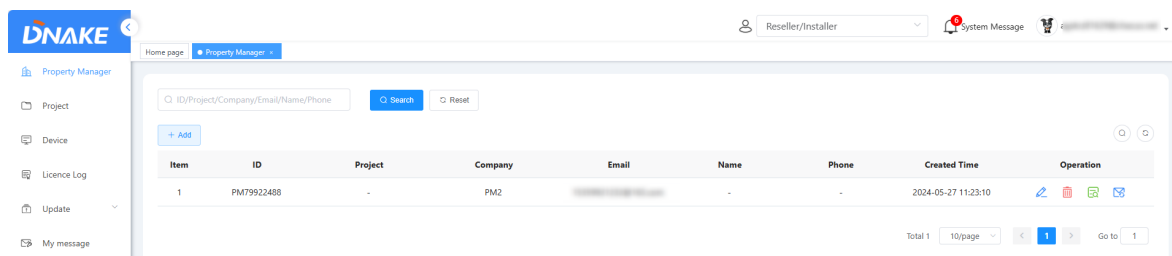 DNAKE
Reseller/Installer
6
System Message
Home page
Property Manager ×
Property Manager
Project
Device
Licence Log
Update
My message
ID/Project/Company/Email/Name/Phone
Search
Reset
+ Add
Item ID Project Company Email Name Phone Created Time Operation
1 PM79922488 - PM2 - - 2024-05-27 11:23:10
Total 1 10/page < 1 > Go to 1